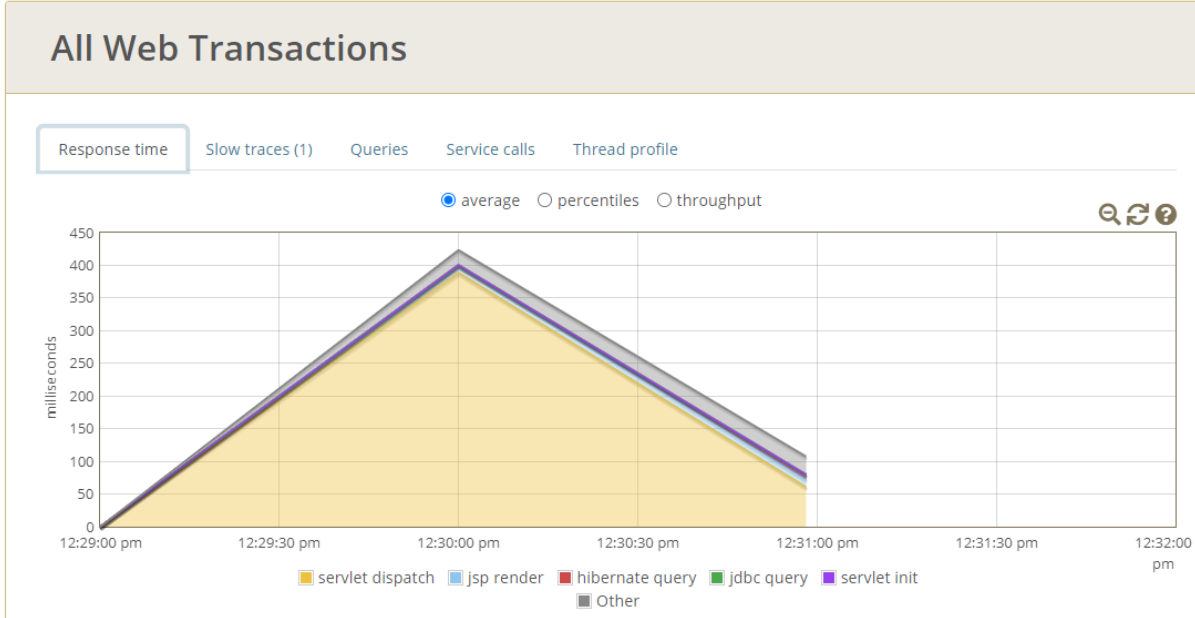 All Web Transactions
Response time Slow traces (1) Queries Service calls Thread profile
average percentiles throughput
450
400
350
300
250
200
150
100
50
0
milliseconds
12:29:00 pm 12:29:30 pm 12:30:00 pm 12:30:30 pm 12:31:00 pm 12:31:30 pm 12:32:00
pm
servlet dispatch jsp render hibernate query jdbc query servlet init
Other